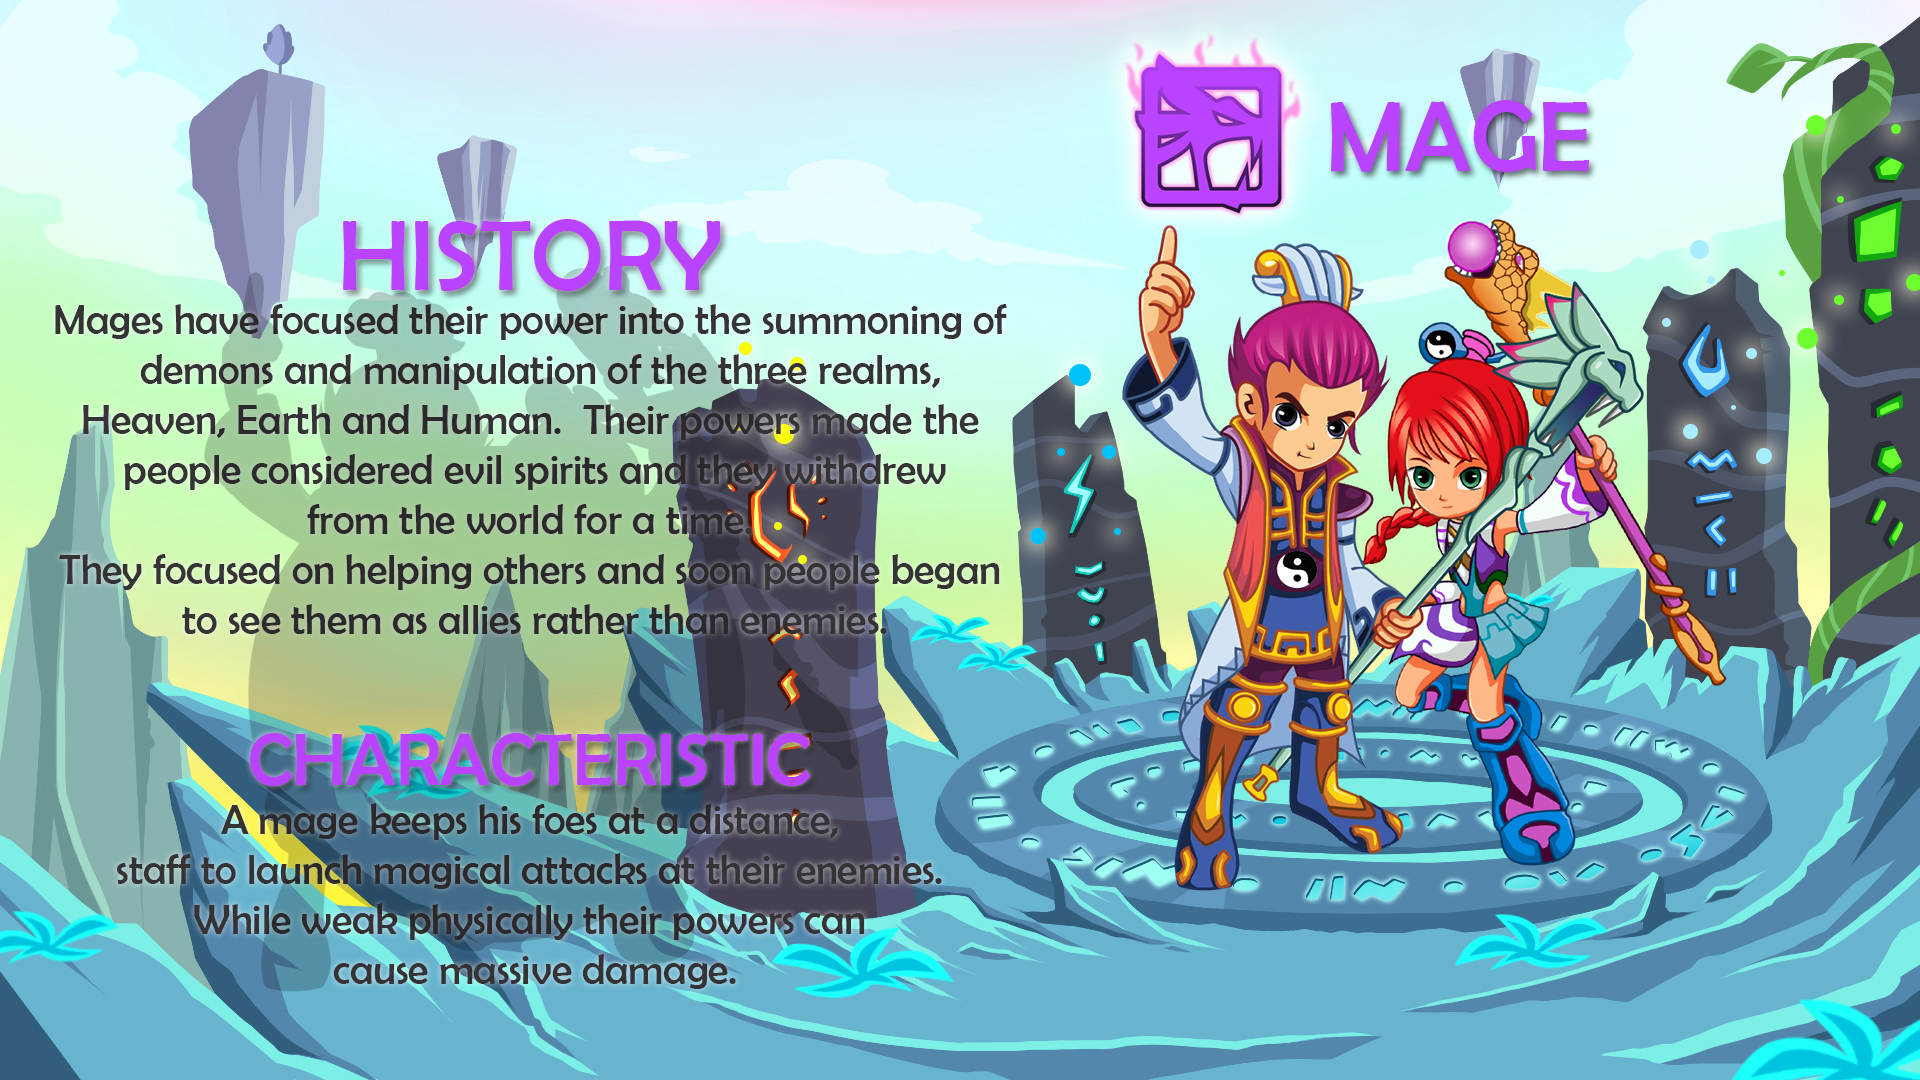 MAGE
HISTORY
Mages have focused their power into the summoning of
demons and manipulation of the three realms,
Heaven, Earth and Human.  Their powers made the
people considered evil spirits and they withdrew
from the world for a time.
They focused on helping others and soon people began
to see them as allies rather than enemies.
CHARACTERISTIC
A mage keeps his foes at a distance,
staff to launch magical attacks at their enemies.
While weak physically their powers can
cause massive damage.